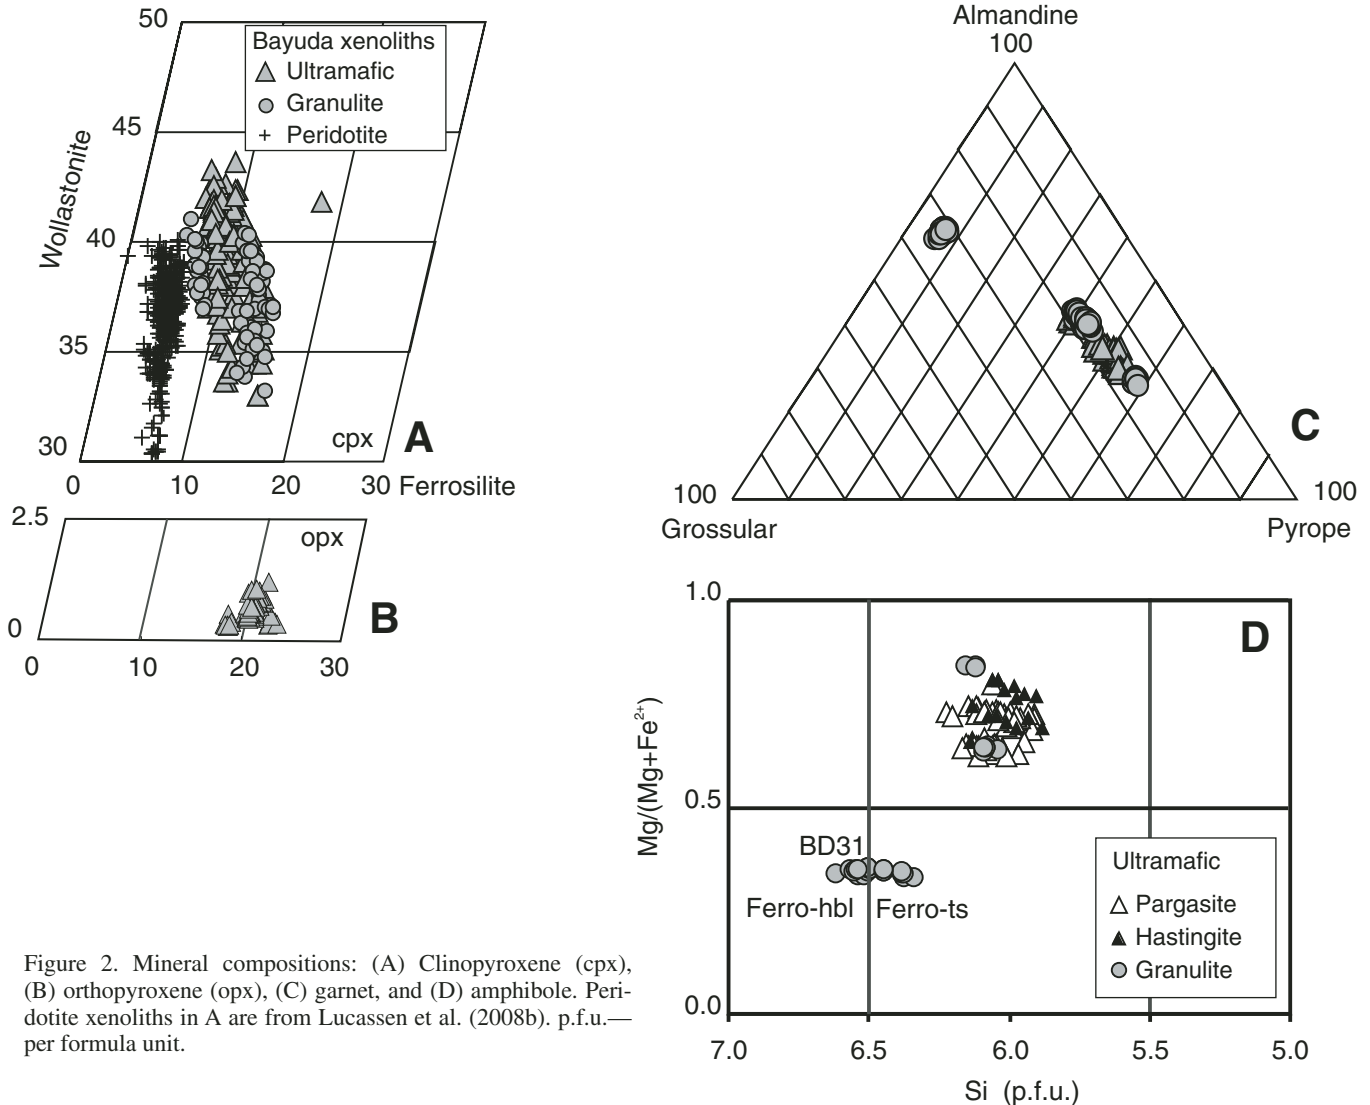 50
Bayuda xenoliths
Ultramafic
Granulite
Peridotite
45
Wollastonite
40
35
30
cpx
A
0 10 20 30 Ferrosilite
2.5
opx
0
B
0 10 20 30
Almandine
100
C
100
100
Grossular
Pyrope
1.0
D
Mg/(Mg+Fe²⁺)
0.5
BD31
Ferro-hbl
Ferro-ts
Ultramafic
Pargasite
Hastingite
Granulite
0.0
7.0 6.5 6.0 5.5 5.0
Si (p.f.u.)
Figure 2. Mineral compositions: (A) Clinopyroxene (cpx),
(B) orthopyroxene (opx), (C) garnet, and (D) amphibole. Peri-
dotite xenoliths in A are from Lucassen et al. (2008b). p.f.u.—
per formula unit.